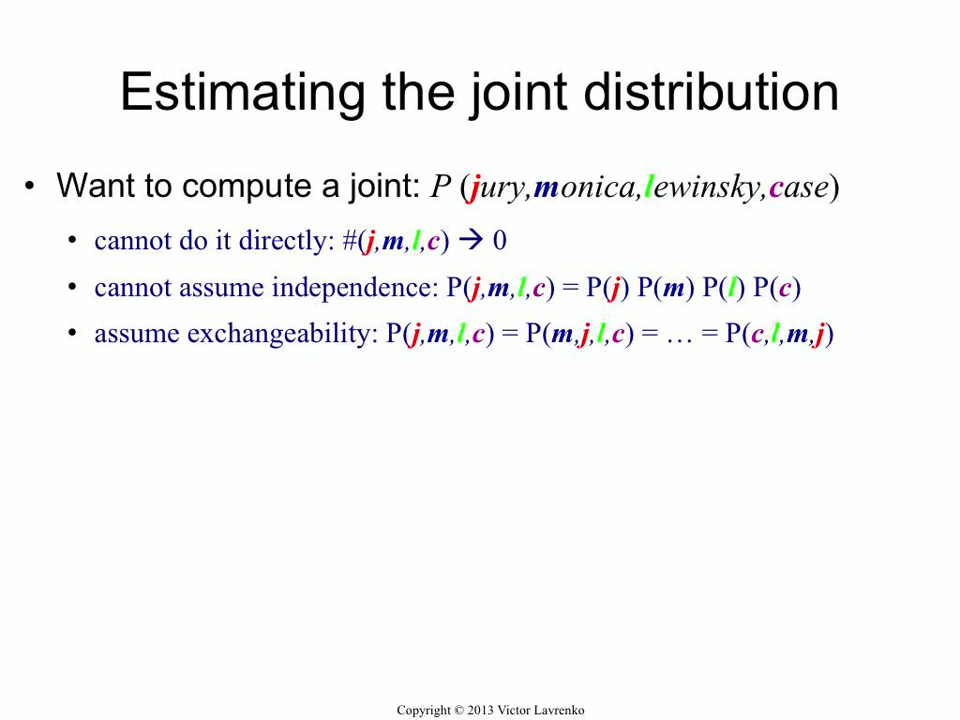 Estimating the joint distribution
• Want to compute a joint: P (jury,monica,lewinsky,case)
• cannot do it directly: #(j,m,l,c) → 0
• cannot assume independence: P(j,m,l,c) = P(j) P(m) P(l) P(c)
• assume exchangeability: P(j,m,l,c) = P(m,j,l,c) = … = P(c,l,m,j)
Copyright © 2013 Victor Lavrenko